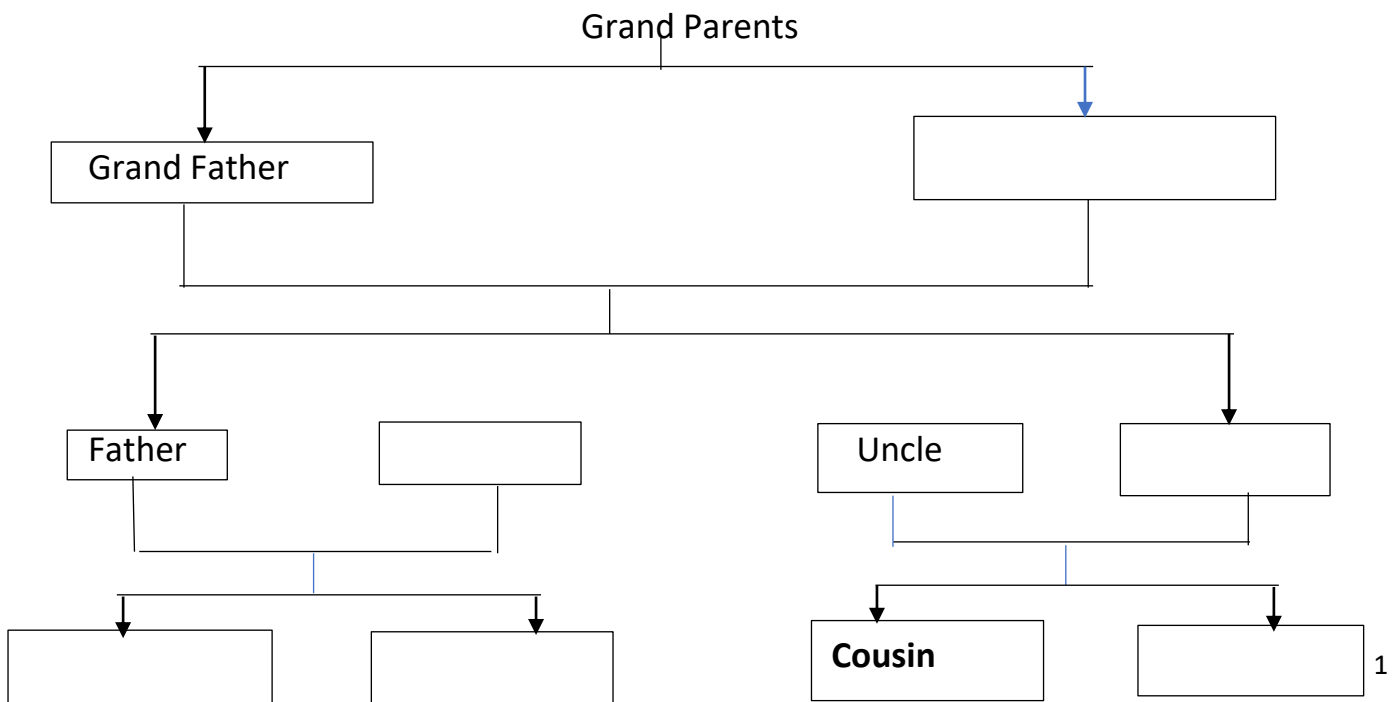 Grand Parents
Grand Father
Father
Uncle
Cousin
1